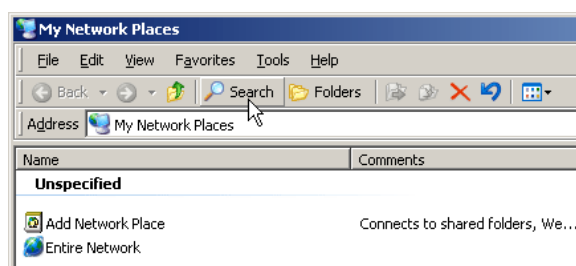 My Network Places
File Edit View Favorites Tools Help
Back Search Folders
Address My Network Places
Name Comments
Unspecified
Add Network Place Connects to shared folders, We...
Entire Network